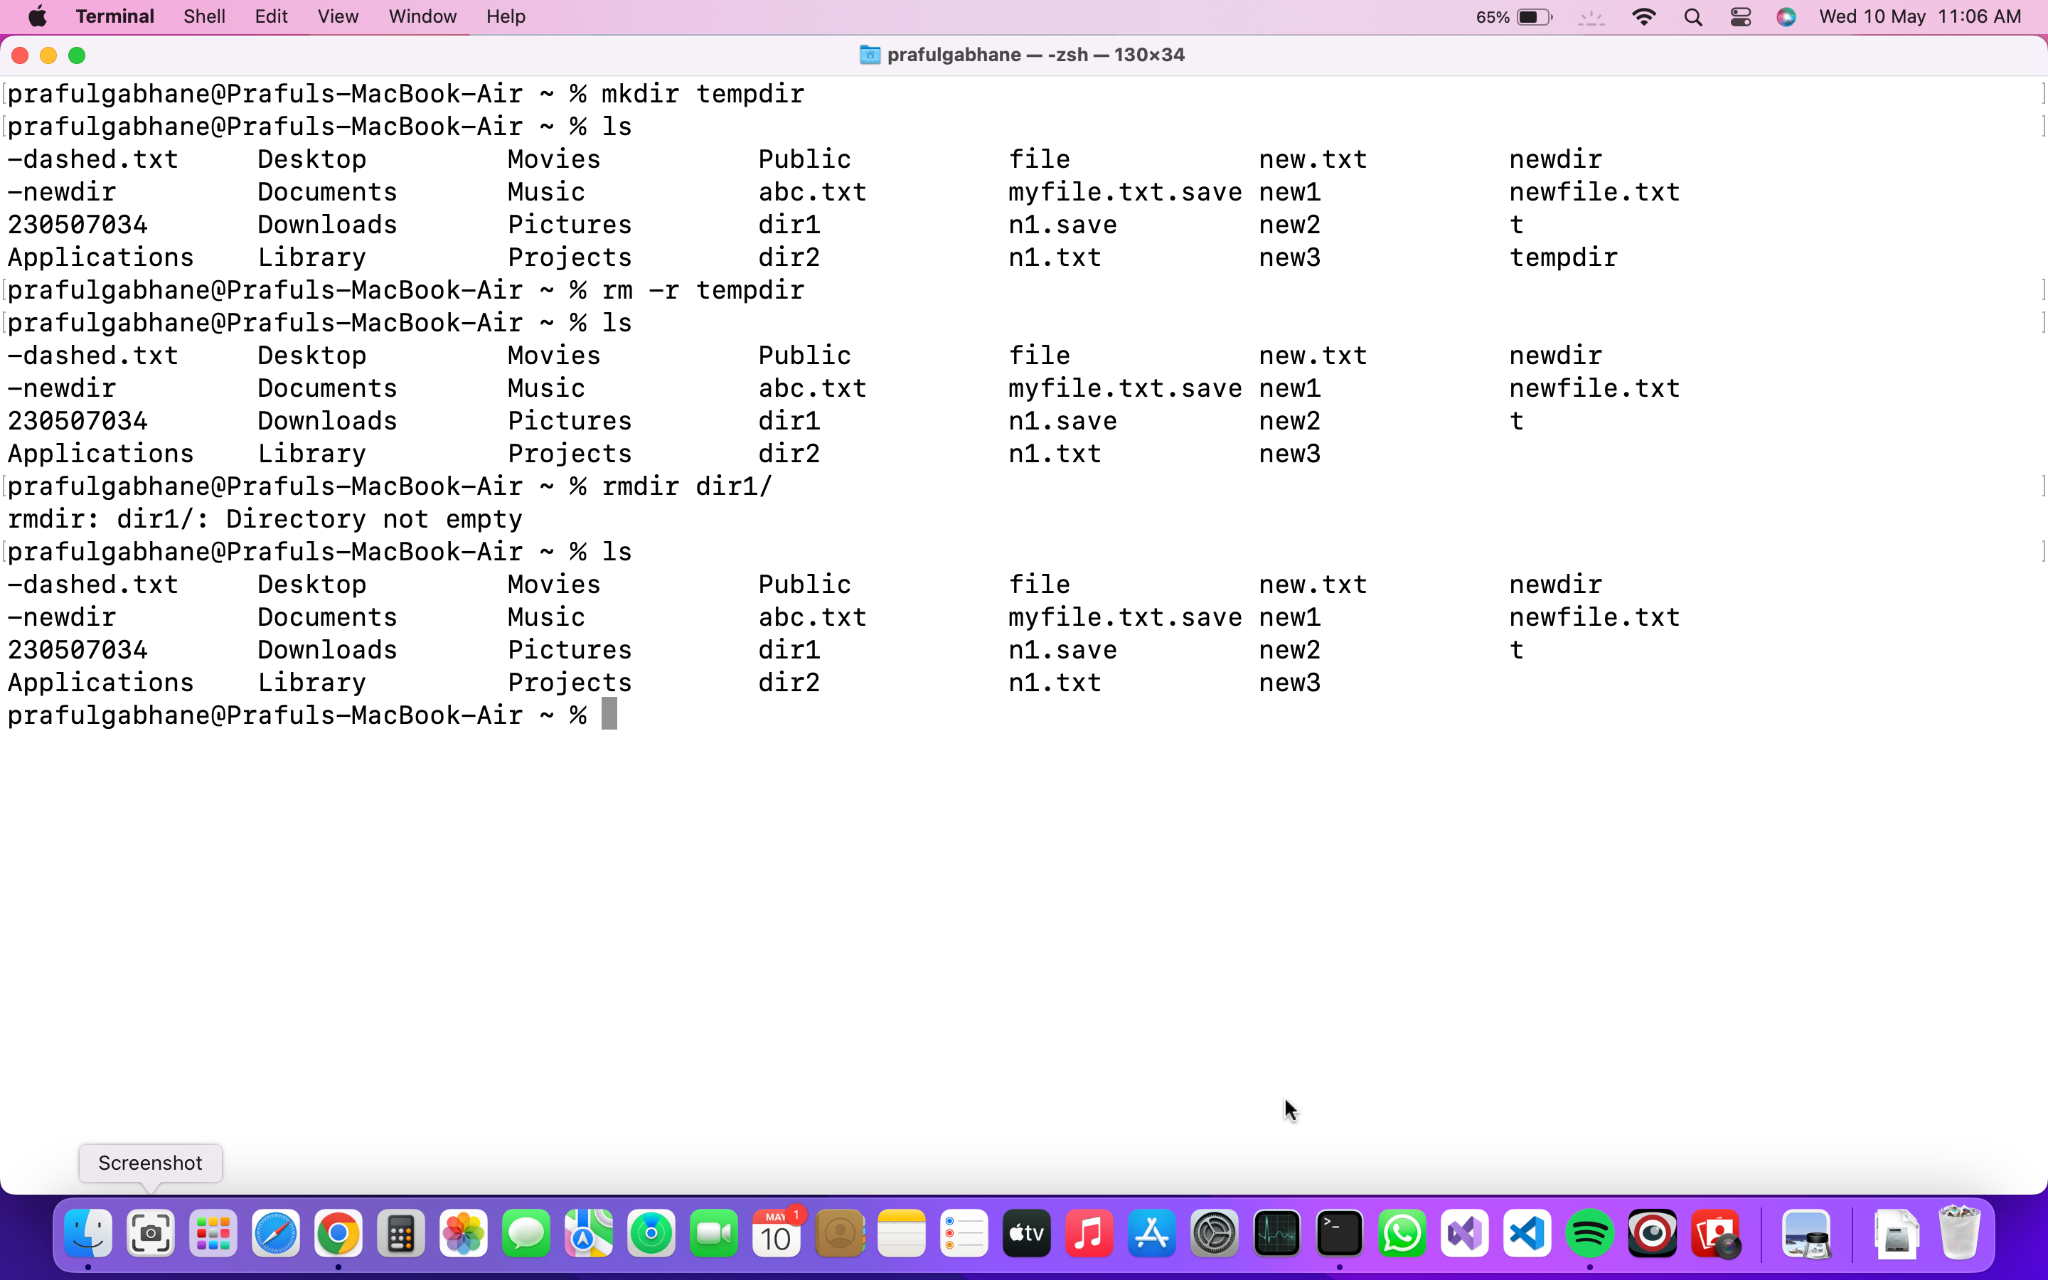 Terminal Shell Edit View Window Help 65% Wed 10 May 11:06 AM
prafulgabhane — -zsh — 130×34
prafulgabhane@Prafuls-MacBook-Air ~ % mkdir tempdir
prafulgabhane@Prafuls-MacBook-Air ~ % ls
-dashed.txt Desktop Movies Public file new.txt newdir
-newdir Documents Music abc.txt myfile.txt.save new1 newfile.txt
230507034 Downloads Pictures dir1 n1.save new2 t
Applications Library Projects dir2 n1.txt new3 tempdir
prafulgabhane@Prafuls-MacBook-Air ~ % rm -r tempdir
prafulgabhane@Prafuls-MacBook-Air ~ % ls
-dashed.txt Desktop Movies Public file new.txt newdir
-newdir Documents Music abc.txt myfile.txt.save new1 newfile.txt
230507034 Downloads Pictures dir1 n1.save new2 t
Applications Library Projects dir2 n1.txt new3
prafulgabhane@Prafuls-MacBook-Air ~ % rmdir dir1/
rmdir: dir1/: Directory not empty
prafulgabhane@Prafuls-MacBook-Air ~ % ls
-dashed.txt Desktop Movies Public file new.txt newdir
-newdir Documents Music abc.txt myfile.txt.save new1 newfile.txt
230507034 Downloads Pictures dir1 n1.save new2 t
Applications Library Projects dir2 n1.txt new3
prafulgabhane@Prafuls-MacBook-Air ~ %
Screenshot
MAY 1
10
tv
>_